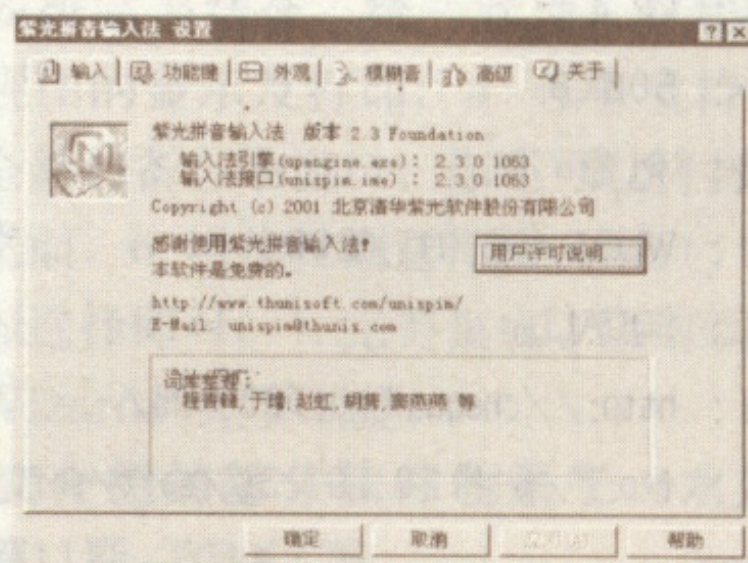 紫光拼音输入法 设置
输入 功能键 外观 模糊音 高级 关于
紫光拼音输入法 版本 2.3 Foundation
输入法引擎(upengine.exe): 2.3.0.1063
输入法接口(unispim.ime): 2.3.0.1063
Copyright (c) 2001 北京清华紫光软件股份有限公司
感谢使用紫光拼音输入法!
本软件是免费的。
用户许可说明
http://www.thunisoft.com/unispim/
E-Mail: unispim@thunis.com
词库整理:
于 赵虹, 等
确定 取消 帮助